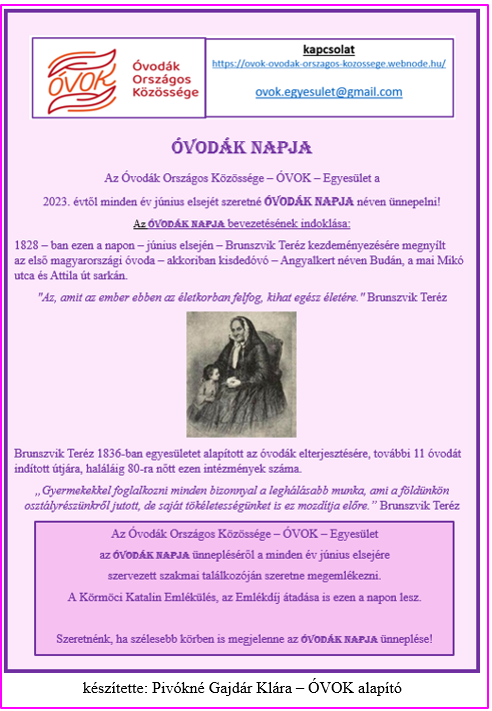 ÓVOK
Óvodák
Országos
Közössége
kapcsolat
https://ovok-ovodak-orszagos-kozossege.webnode.hu/
ovok.egyesulet@gmail.com
ÓVODÁK NAPJA
Az Óvodák Országos Közössége – ÓVOK – Egyesület a
2023. évtől minden év június elsejét szeretné ÓVODÁK NAPJA néven ünnepelni!
Az ÓVODÁK NAPJA bevezetésének indoklása:
1828 – ban ezen a napon – június elsején – Brunszvik Teréz kezdeményezésére megnyílt
az első magyarországi óvoda – akkoriban kisdedóvó – Angyalkert néven Budán, a mai Mikó
utca és Attila út sarkán.
"Az, amit az ember ebben az életkorban felfog, kihat egész életére." Brunszvik Teréz
Brunszvik Teréz 1836-ban egyesületet alapított az óvodák elterjesztésére, további 11 óvodát
indított útjára, haláláig 80-ra nőtt ezen intézmények száma.
„Gyermekekkel foglalkozni minden bizonnyal a leghálásabb munka, ami a földünkön
osztályrészünkről jutott, de saját tökéletességünket is ez mozdítja előre.” Brunszvik Teréz
Az Óvodák Országos Közössége – ÓVOK – Egyesület
az ÓVODÁK NAPJA ünnepléséről a minden év június elsejére
szervezett szakmai találkozóján szeretne megemlékezni.
A Körmöci Katalin Emlékülés, az Emlékdíj átadása is ezen a napon lesz.
Szeretnénk, ha szélesebb körben is megjelenne az ÓVODÁK NAPJA ünneplése!
készítette: Pivókné Gajdár Klára – ÓVOK alapító